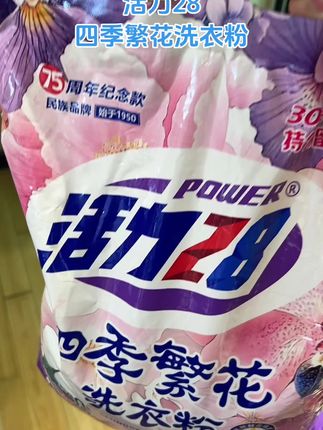 活力28
四季繁花洗衣粉
75周年纪念款
民族品牌 始于1950
30
POWER®
活力28
四季繁花
洗衣粉